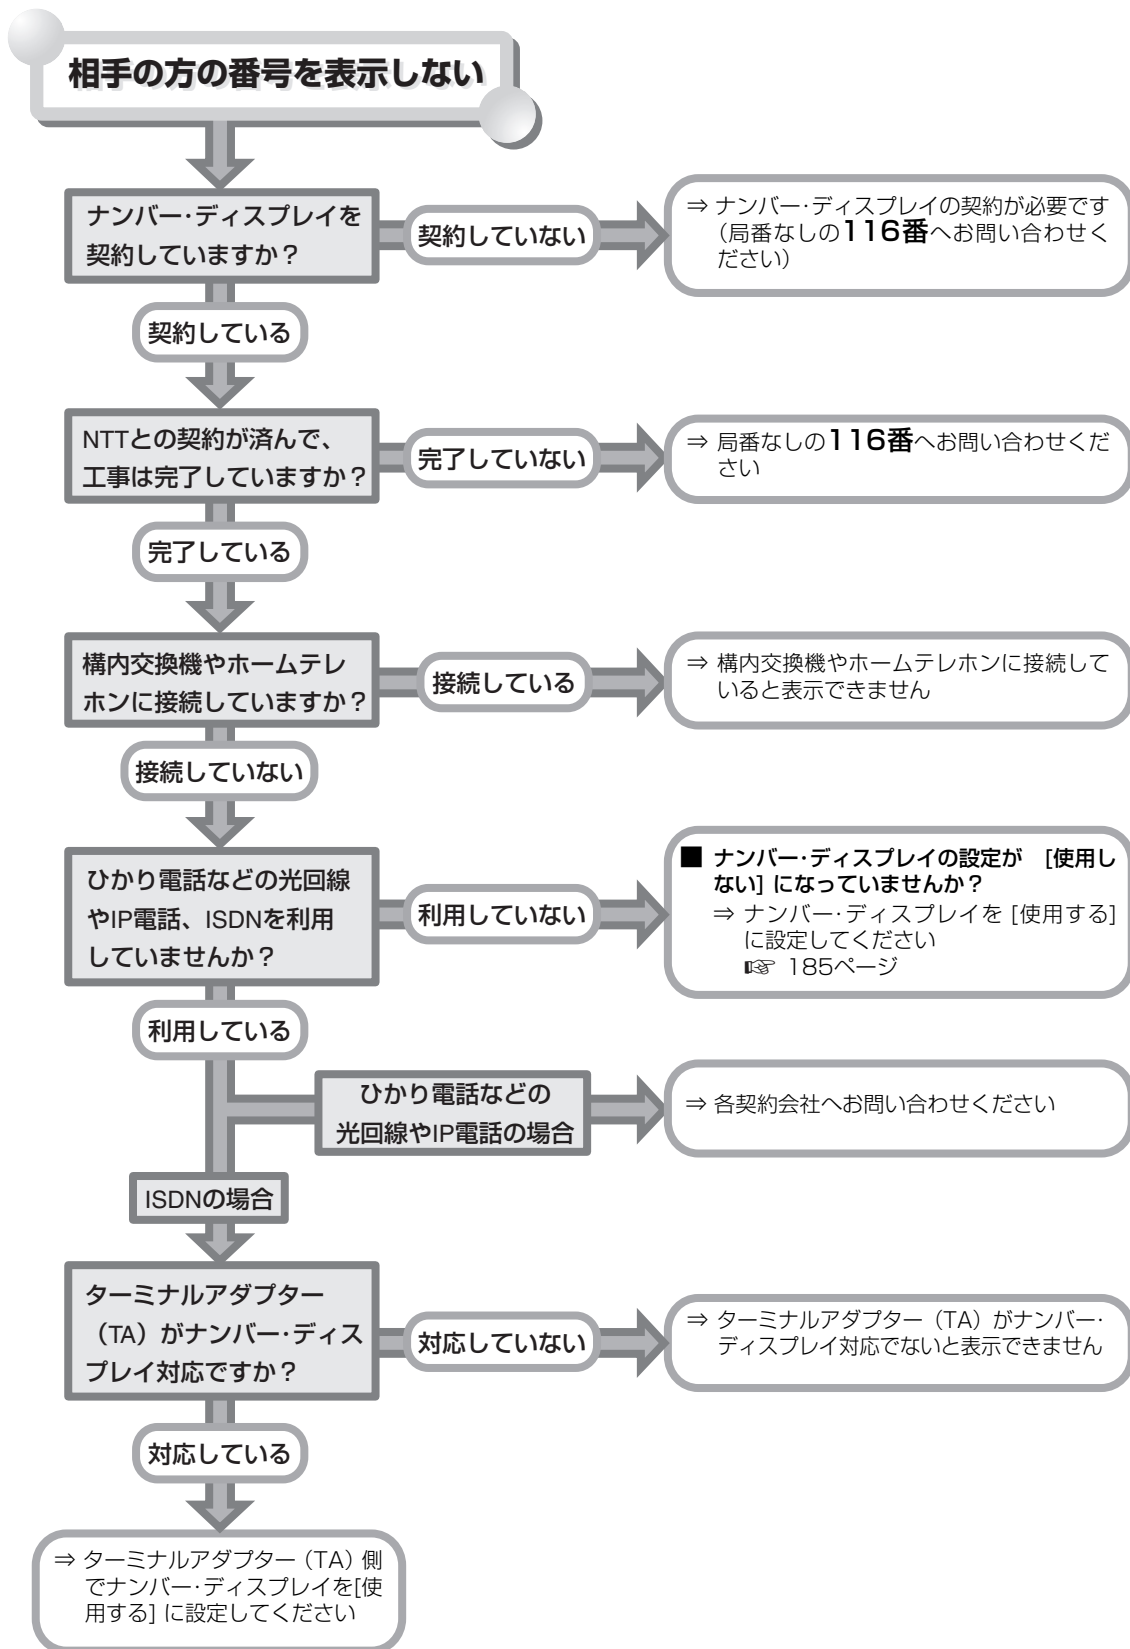 相手の方の番号を表示しない
ナンバー･ディスプレイを
契約していますか？
契約していない
⇒ ナンバー･ディスプレイの契約が必要です
（局番なしの116番へお問い合わせく
ださい）
契約している
NTTとの契約が済んで、
工事は完了していますか？
完了していない
⇒ 局番なしの116番へお問い合わせくだ
さい
完了している
構内交換機やホームテレ
ホンに接続していますか？
接続している
⇒ 構内交換機やホームテレホンに接続して
いると表示できません
接続していない
ひかり電話などの光回線
やIP電話、ISDNを利用
していませんか？
利用していない
■ ナンバー･ディスプレイの設定が　[使用し
ない] になっていませんか？
⇒ ナンバー･ディスプレイを [使用する]
に設定してください
☞ 185ページ
利用している
ひかり電話などの
光回線やIP電話の場合
⇒ 各契約会社へお問い合わせください
ISDNの場合
ターミナルアダプター
（TA）がナンバー･ディス
プレイ対応ですか？
対応していない
⇒ ターミナルアダプター（TA）がナンバー･
ディスプレイ対応でないと表示できません
対応している
⇒ ターミナルアダプター（TA）側
でナンバー･ディスプレイを[使
用する] に設定してください